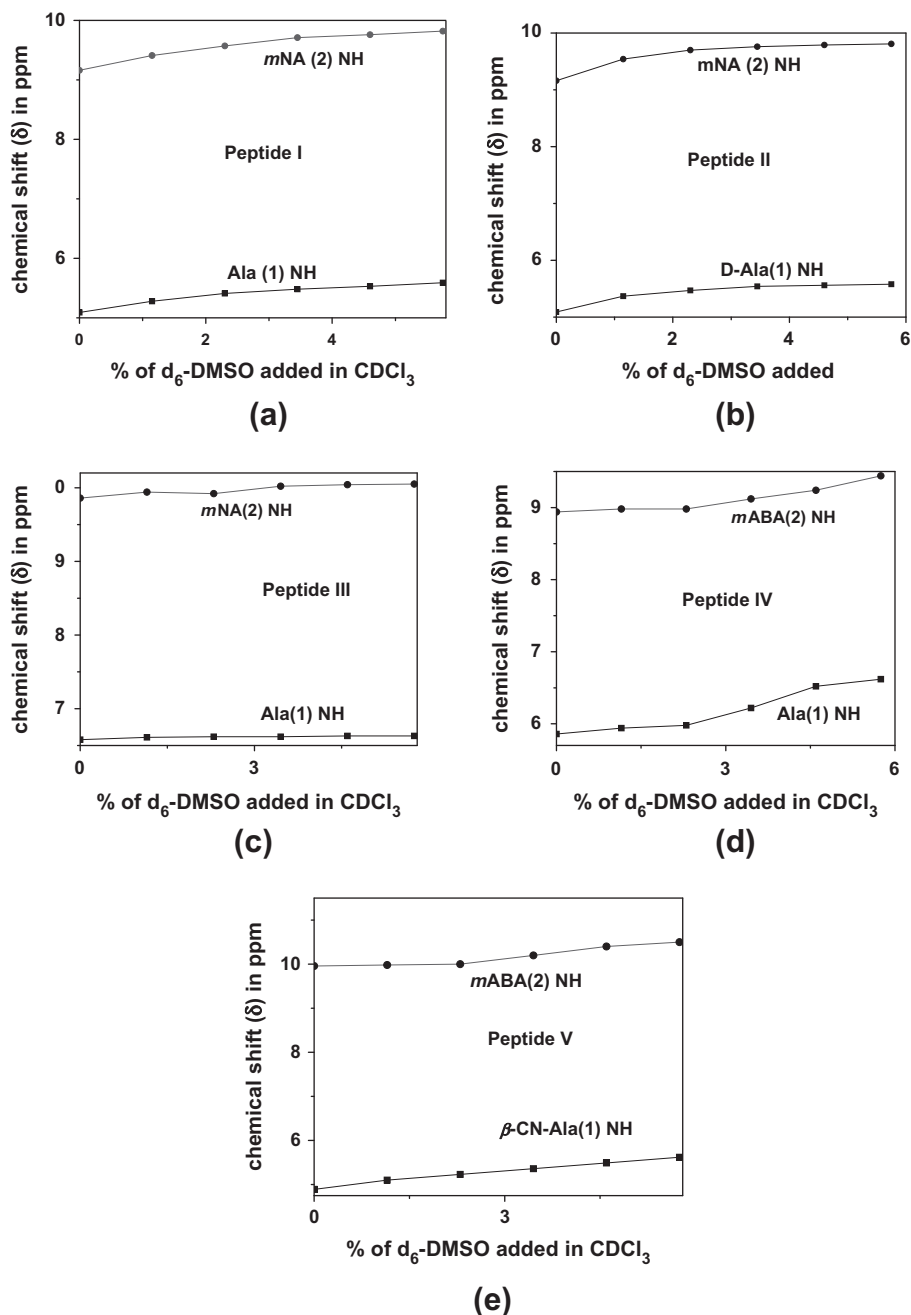 chemical shift (δ) in ppm
10
8
6
mNA (2) NH
Peptide I
Ala (1) NH
0 2 4
% of d6-DMSO added in CDCl3
(a)
chemical shift (δ) in ppm
10
8
6
mNA (2) NH
Peptide II
D-Ala(1) NH
0 2 4 6
% of d6-DMSO added
(b)
chemical shift (δ) in ppm
0
9
8
7
mNA(2) NH
Peptide III
Ala(1) NH
0 3
% of d6-DMSO added in CDCl3
(c)
chemical shift (δ) in ppm
9
8
7
6
mABA(2) NH
Peptide IV
Ala(1) NH
0 3 6
% of d6-DMSO added in CDCl3
(d)
chemical shift (δ) in ppm
10
8
6
mABA(2) NH
Peptide V
β-CN-Ala(1) NH
0 3
% of d6-DMSO added in CDCl3
(e)